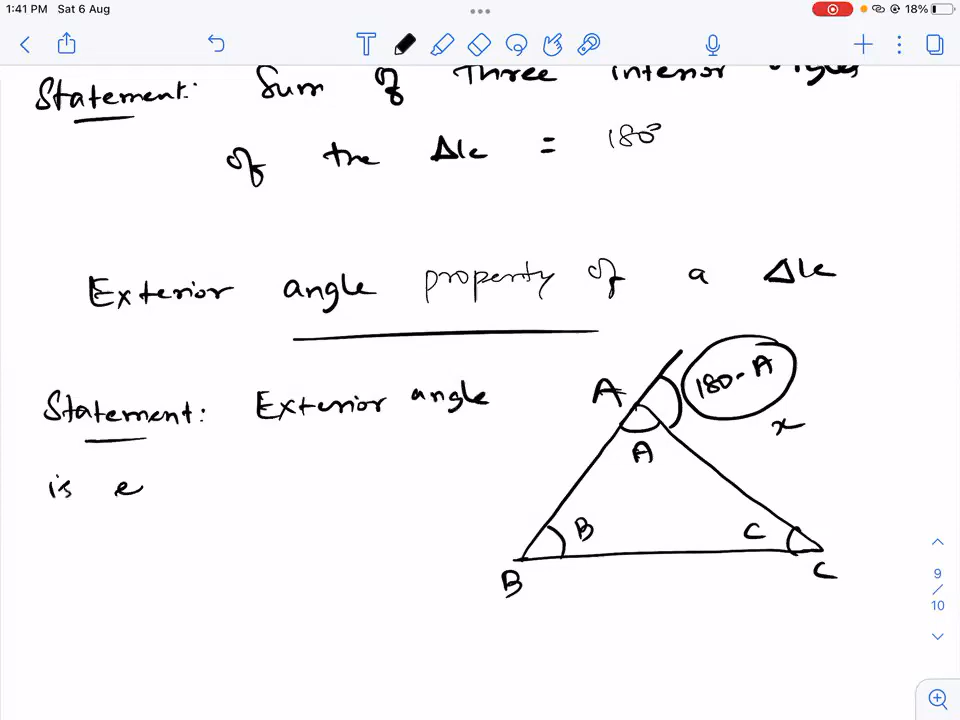 1:41 PM Sat 6 Aug
18%
T
Statement: Sum of Three interior angles
of the Δle = 180°
Exterior angle property of a Δle
Statement: Exterior angle
is e
A
180-A
x
A
B
C
B
C
9
/
10